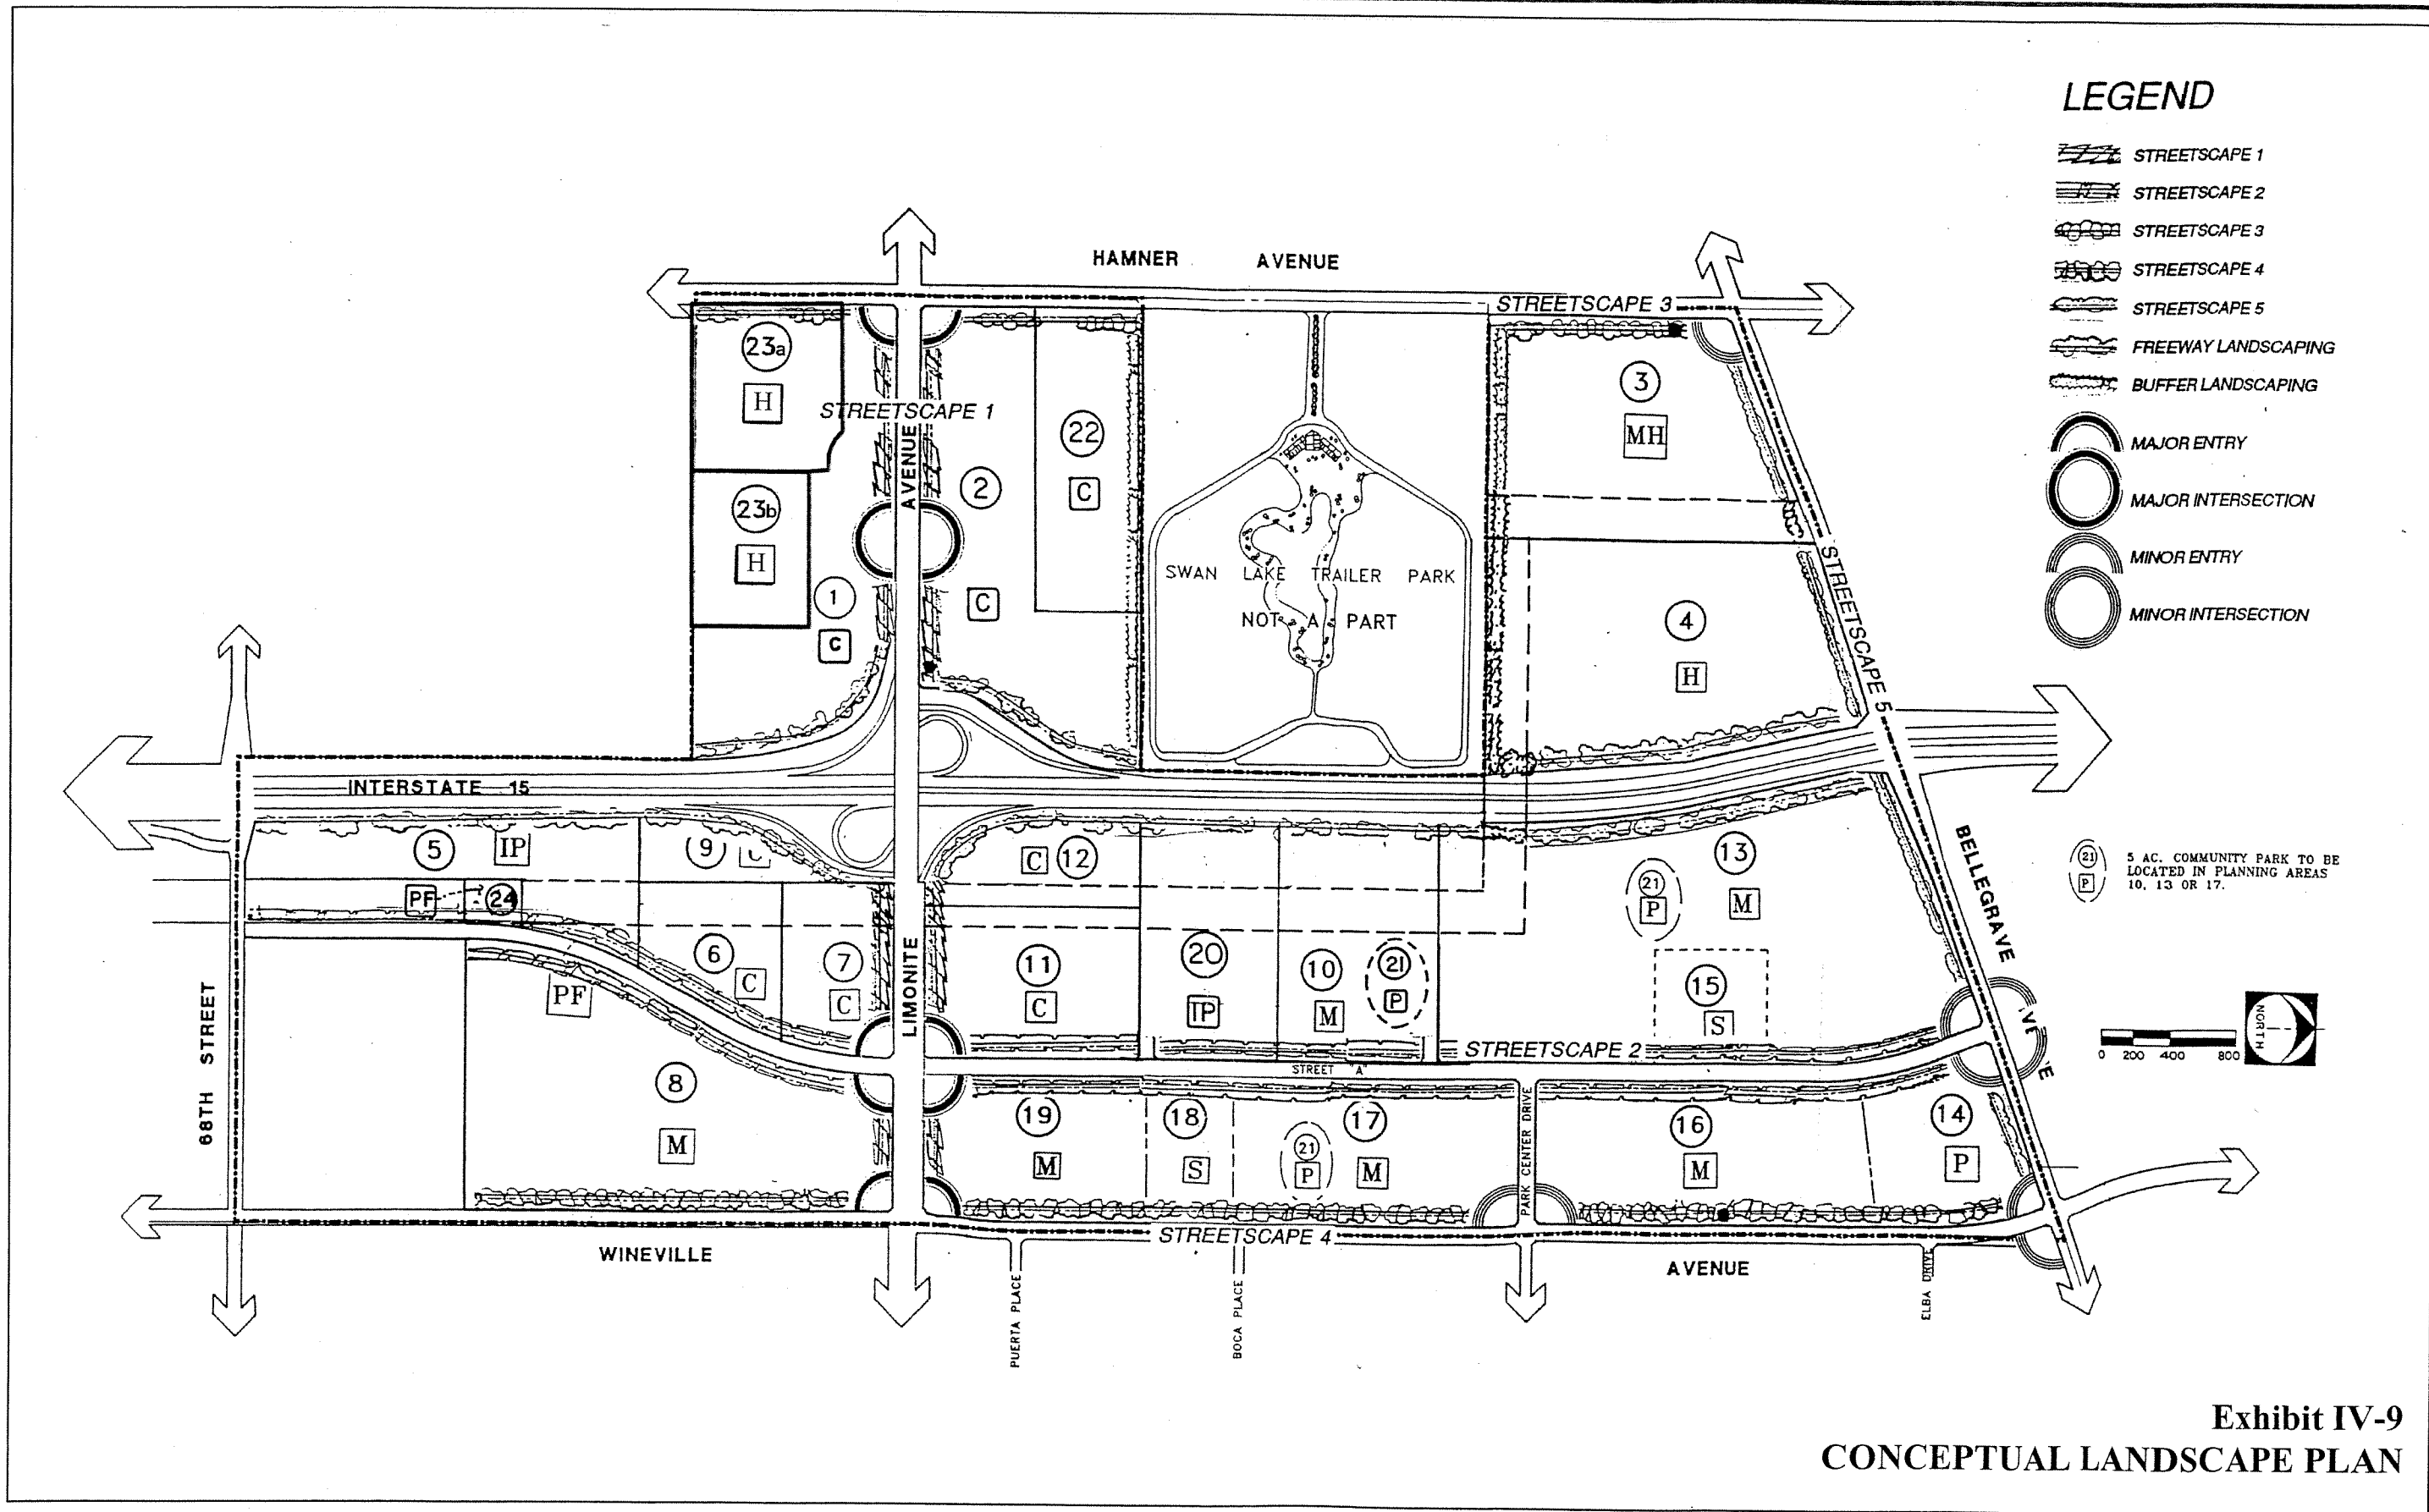 LEGEND
STREETSCAPE 1
STREETSCAPE 2
STREETSCAPE 3
STREETSCAPE 4
STREETSCAPE 5
FREEWAY LANDSCAPING
BUFFER LANDSCAPING
MAJOR ENTRY
MAJOR INTERSECTION
MINOR ENTRY
MINOR INTERSECTION
HAMNER AVENUE
STREETSCAPE 3
23a
H
STREETSCAPE 1
AVENUE
22
C
2
C
3
MH
23b
H
1
C
SWAN LAKE TRAILER PARK
NOT A PART
4
H
STREETSCAPE 5
INTERSTATE 15
5
IP
9
C
12
13
M
21
P
BELLEGRAVE
AVE
21
P
5 AC. COMMUNITY PARK TO BE
LOCATED IN PLANNING AREAS
10, 13 OR 17.
PF
24
6
C
7
C
LIMONITE
11
C
20
IP
10
M
21
P
15
S
PF
68TH STREET
8
M
STREETSCAPE 2
STREET "A"
19
M
18
S
21
P
17
M
PARK CENTER DRIVE
16
M
14
P
NORTH
0 200 400 800
STREETSCAPE 4
WINEVILLE
AVENUE
PUERTA PLACE
BOCA PLACE
ELBA DRIVE
Exhibit IV-9
CONCEPTUAL LANDSCAPE PLAN